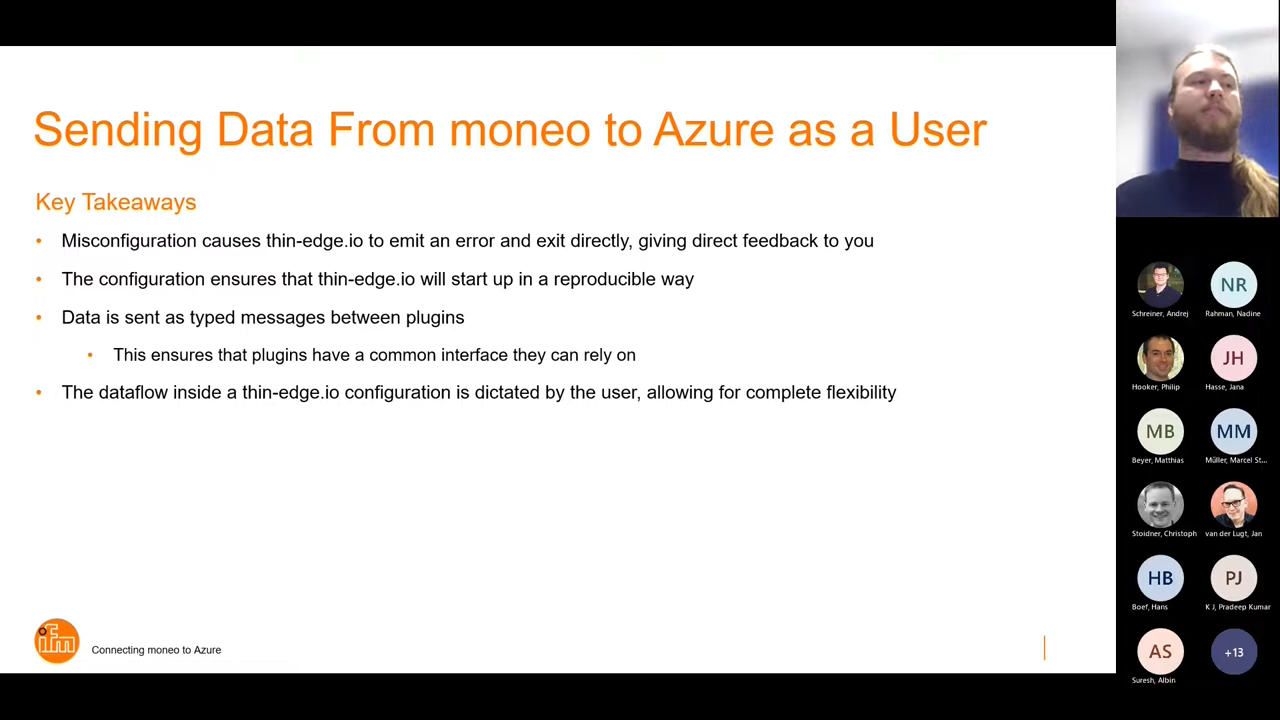 Sending Data From moneo to Azure as a User
Key Takeaways
• Misconfiguration causes thin-edge.io to emit an error and exit directly, giving direct feedback to you
• The configuration ensures that thin-edge.io will start up in a reproducible way
• Data is sent as typed messages between plugins
• This ensures that plugins have a common interface they can rely on
• The dataflow inside a thin-edge.io configuration is dictated by the user, allowing for complete flexibility
ifm
Connecting moneo to Azure
NR
Schreiner, Andrej
Rahman, Nadine
JH
Hooker, Philip
Hasse, Jana
MB
MM
Beyer, Matthias
Müller, Marcel St...
Stoidner, Christoph
van der Lugt, Jan
HB
PJ
Boef, Hans
K J, Pradeep Kumar
AS
+13
Suresh, Albin